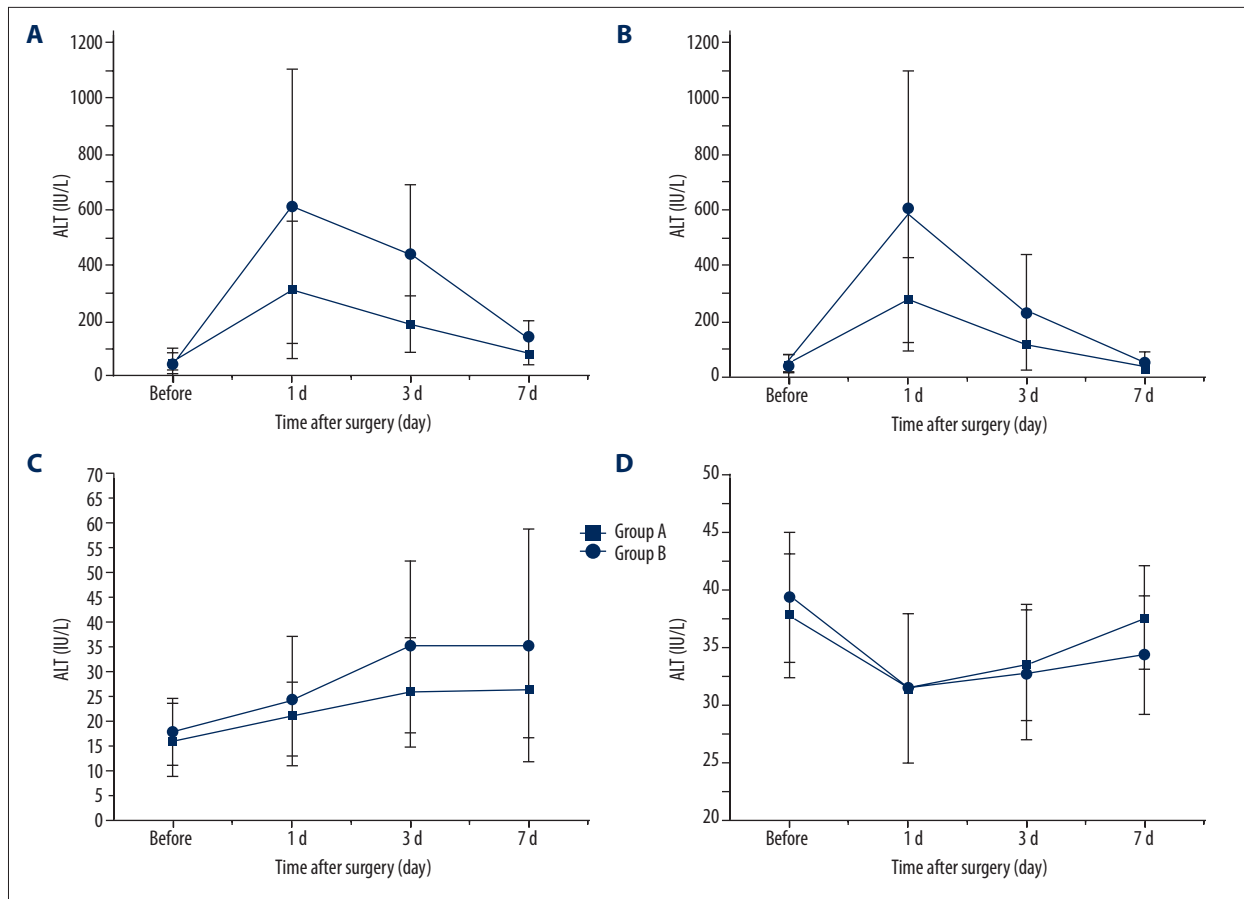 A
1200
1000
800
600
400
200
0
ALT (IU/L)
Before 1 d 3 d 7 d
Time after surgery (day)
B
1200
1000
800
600
400
200
0
ALT (IU/L)
Before 1 d 3 d 7 d
Time after surgery (day)
C
70
65
60
55
50
45
40
35
30
25
20
15
10
5
0
ALT (IU/L)
Before 1 d 3 d 7 d
Time after surgery (day)
Group A
Group B
D
50
45
40
35
30
25
20
ALT (IU/L)
Before 1 d 3 d 7 d
Time after surgery (day)